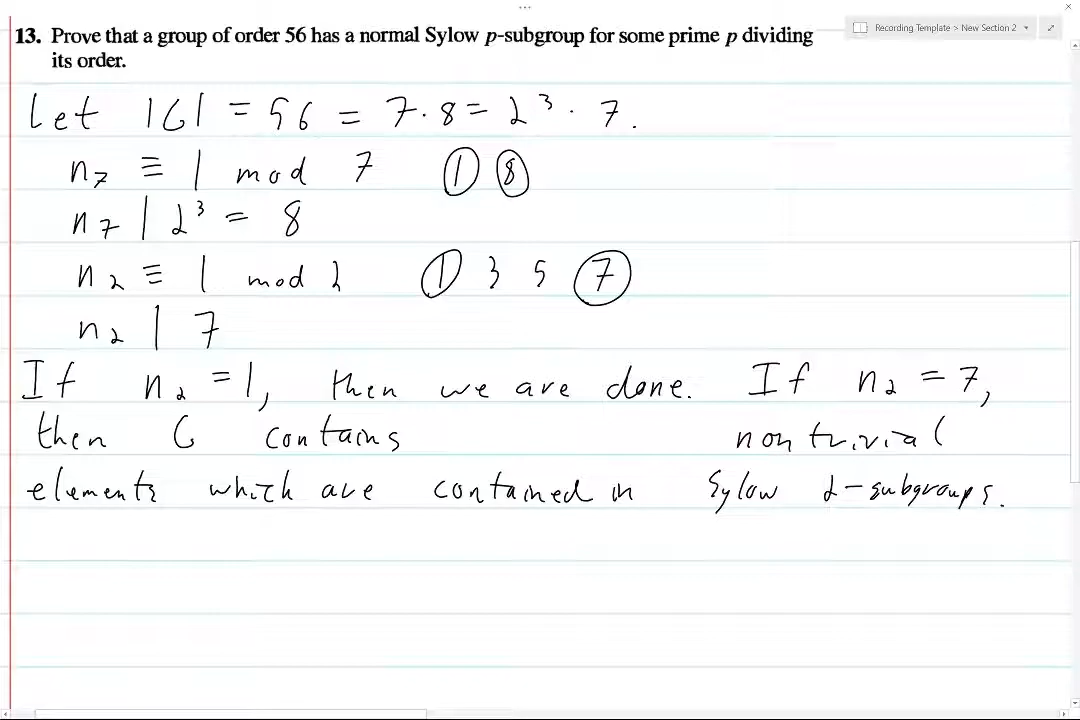 Recording Template > New Section 2
13. Prove that a group of order 56 has a normal Sylow p-subgroup for some prime p dividing
its order.
Let |G| = 56 = 7·8 = 2³ · 7.
n₇ ≡ 1 mod 7 ① ⑧
n₇ | 2³ = 8
n₂ ≡ 1 mod 2 ① 3 5 ⑦
n₂ | 7
If n₂ = 1, then we are done. If n₂ = 7,
then G contains nontrivial
elements which are contained in Sylow 2-subgroups.